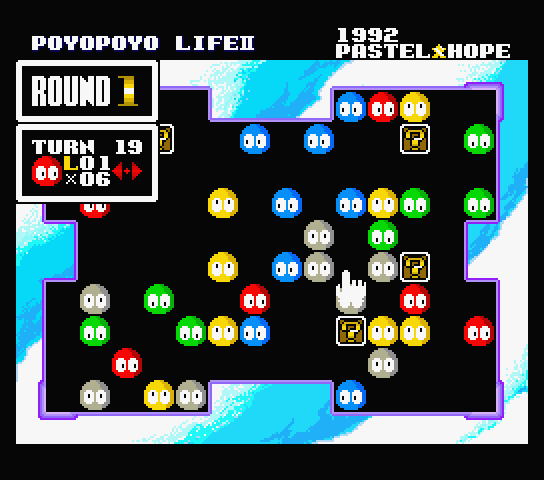 POYOPOYO LIFEⅡ
1992
PASTEL★HOPE
ROUND 1
TURN 19
L01
×06
?
?
?
?